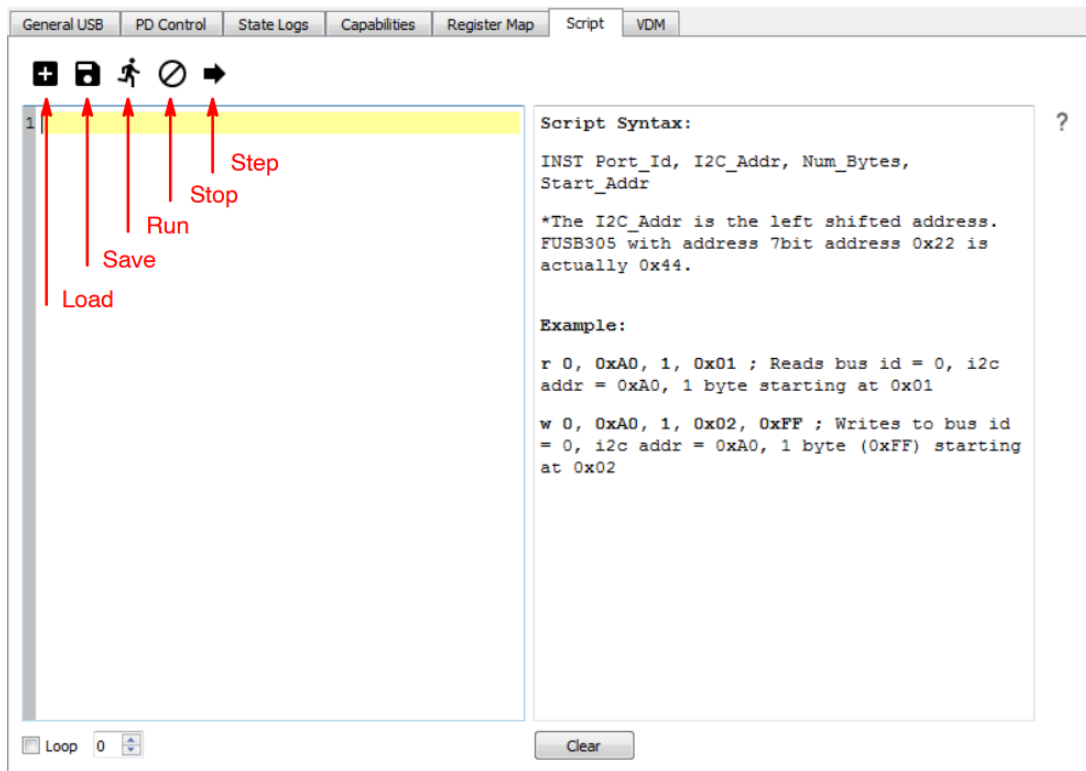 General USB
PD Control
State Logs
Capabilities
Register Map
Script
VDM
1
Step
Stop
Run
Save
Load
Script Syntax:
INST Port_Id, I2C_Addr, Num_Bytes,
Start_Addr
*The I2C_Addr is the left shifted address.
FUSB305 with address 7bit address 0x22 is
actually 0x44.
Example:
r 0, 0xA0, 1, 0x01 ; Reads bus id = 0, i2c
addr = 0xA0, 1 byte starting at 0x01
w 0, 0xA0, 1, 0x02, 0xFF ; Writes to bus id
= 0, i2c addr = 0xA0, 1 byte (0xFF) starting
at 0x02
?
Loop
0
Clear